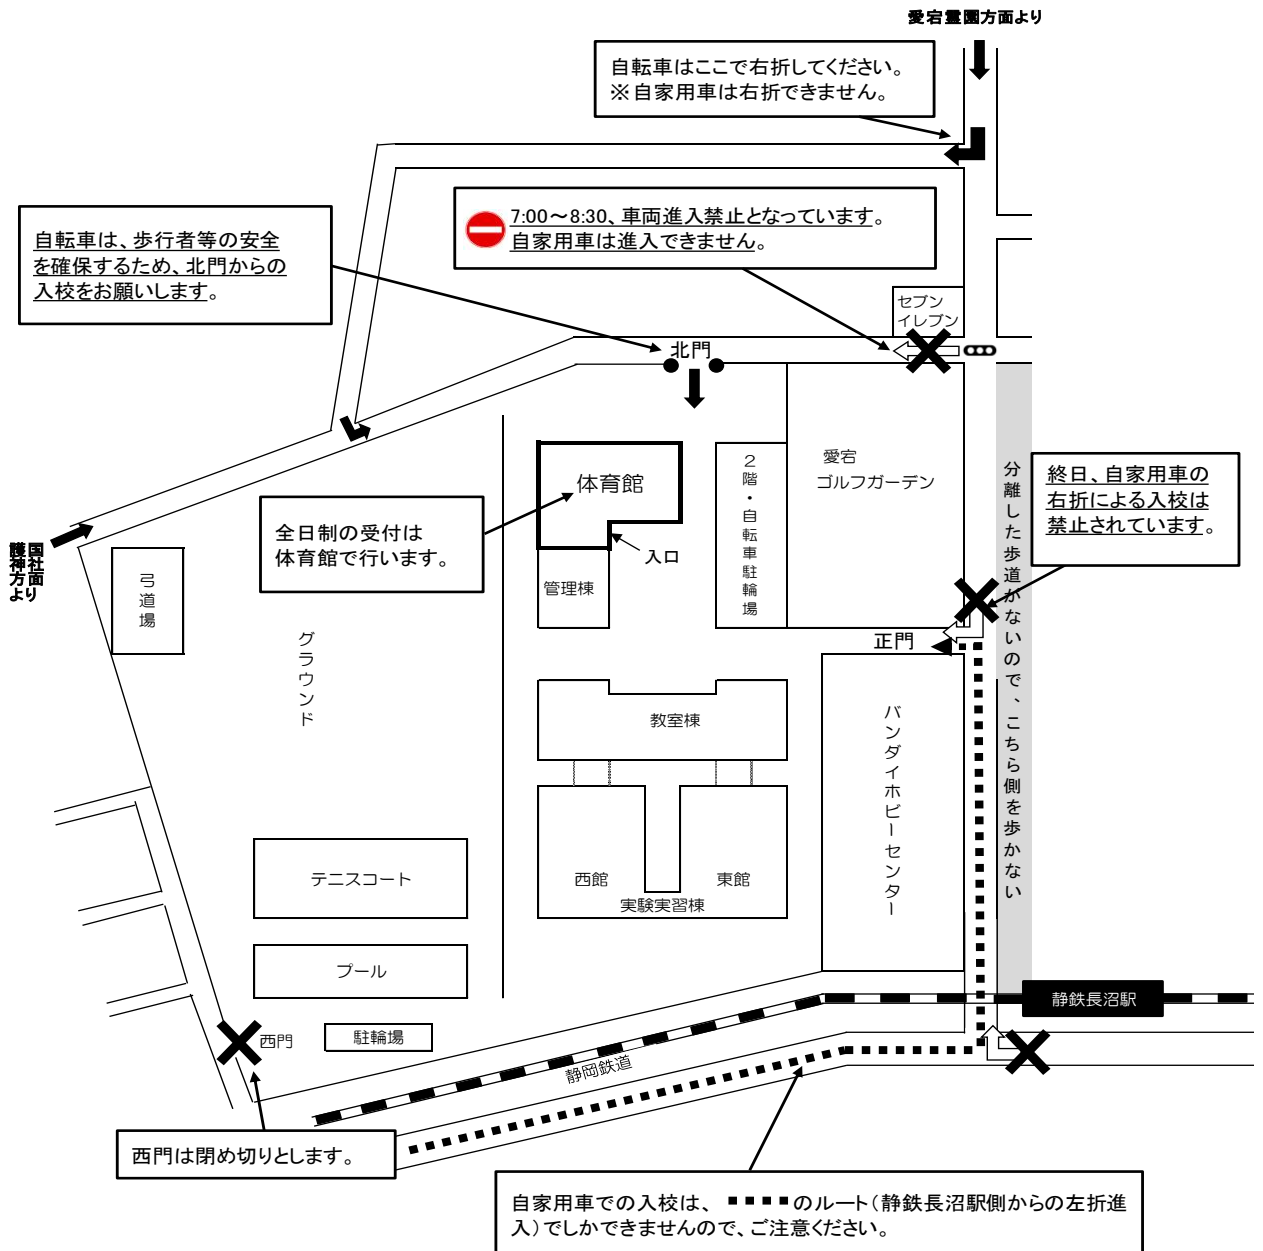 愛宕霊園方面より
自転車はここで右折してください。
※自家用車は右折できません。
7:00～8:30、車両進入禁止となっています。
自家用車は進入できません。
自転車は、歩行者等の安全
を確保するため、北門からの
入校をお願いします。
セブン
イレブン
北門
体育館
２階・自転車駐輪場
愛宕
ゴルフガーデン
分離した歩道がないので、こちら側を歩かない
終日、自家用車の
右折による入校は
禁止されています。
全日制の受付は
体育館で行います。
入口
管理棟
護国
神社
方面
より
弓道場
グラウンド
正門
教室棟
バンダイホビーセンター
テニスコート
西館
東館
実験実習棟
プール
静鉄長沼駅
西門
駐輪場
静岡鉄道
西門は閉め切りとします。
自家用車での入校は、 ▪▪▪▪▪ のルート（静鉄長沼駅側からの左折進
入）でしかできませんので、ご注意ください。